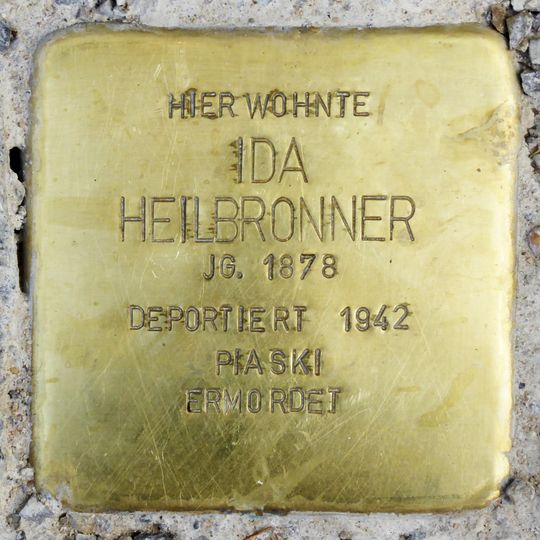 HIER WOHNTE
IDA
HEILBRONNER
JG. 1878
DEPORTIERT 1942
PIASKI
ERMORDET